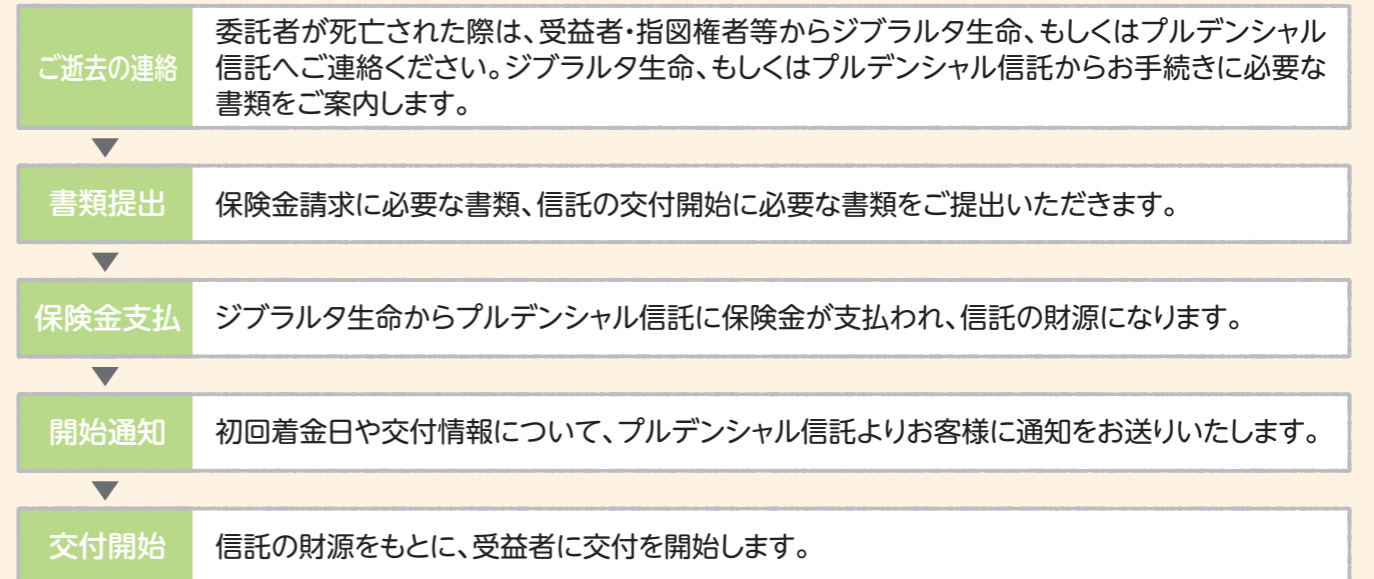 ご逝去の連絡
委託者が死亡された際は、受益者・指図権者等からジブラルタ生命、もしくはプルデンシャル
信託へご連絡ください。ジブラルタ生命、もしくはプルデンシャル信託からお手続きに必要な
書類をご案内します。
書類提出
保険金請求に必要な書類、信託の交付開始に必要な書類をご提出いただきます。
保険金支払
ジブラルタ生命からプルデンシャル信託に保険金が支払われ、信託の財源になります。
開始通知
初回着金日や交付情報について、プルデンシャル信託よりお客様に通知をお送りいたします。
交付開始
信託の財源をもとに、受益者に交付を開始します。